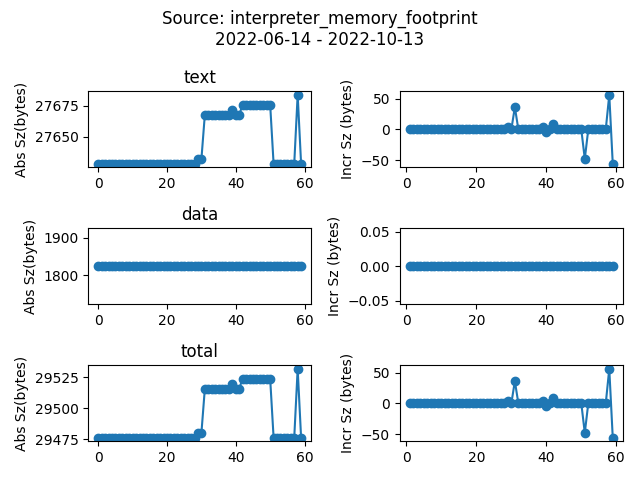 Source: interpreter_memory_footprint
2022-06-14 - 2022-10-13
text
Abs Sz(bytes)
27675
27650
0 20 40 60
Incr Sz (bytes)
50
0
−50
0 20 40 60
data
Abs Sz(bytes)
1900
1800
0 20 40 60
Incr Sz (bytes)
0.05
0.00
−0.05
0 20 40 60
total
Abs Sz(bytes)
29525
29500
29475
0 20 40 60
Incr Sz (bytes)
50
0
−50
0 20 40 60